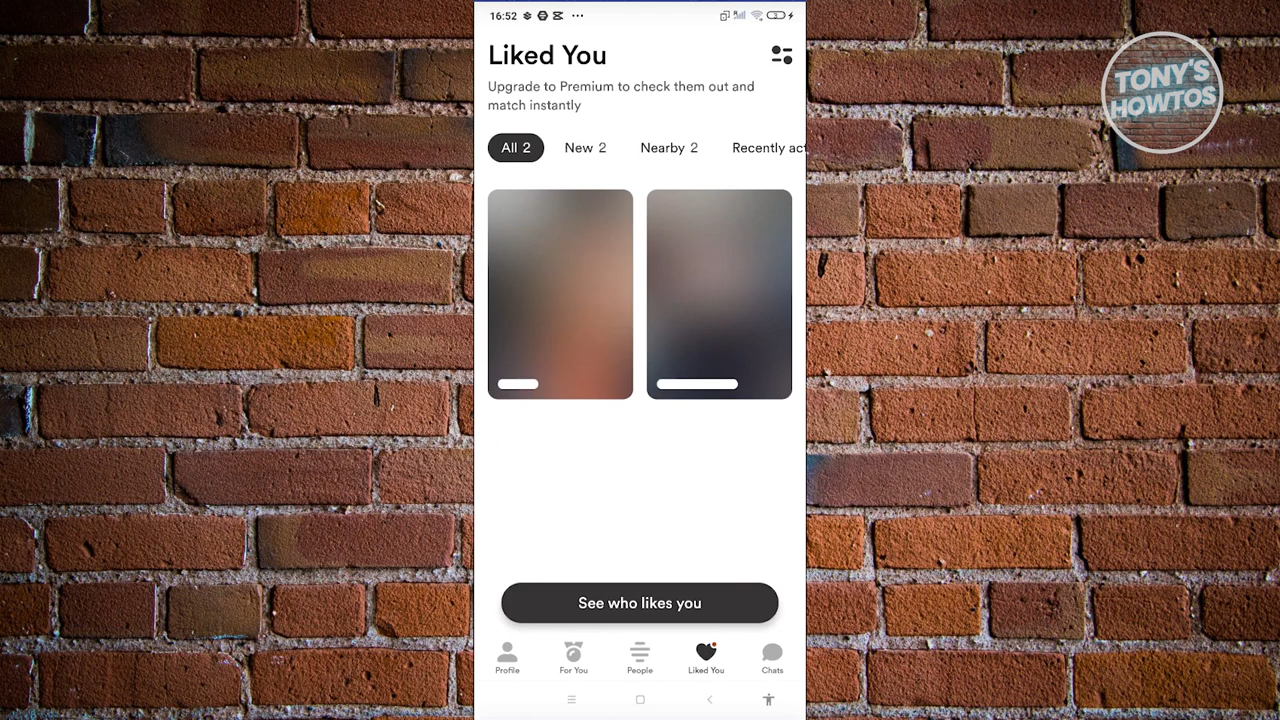 16:52
Liked You
Upgrade to Premium to check them out and
match instantly
All 2 New 2 Nearby 2 Recently act
See who likes you
Profile For You People Liked You Chats
TONY'S
HOWTOS